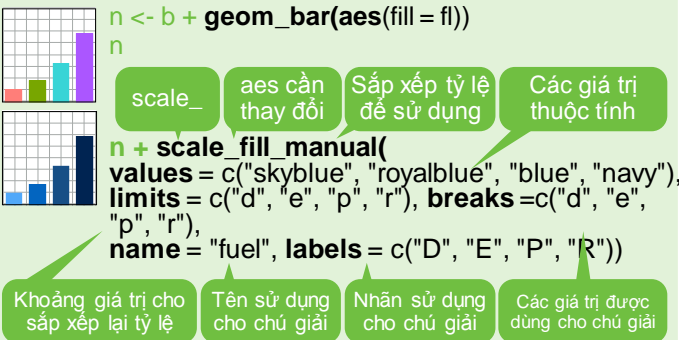 n <- b + geom_bar(aes(fill = fl))
n
scale_
aes cần
thay đổi
Sắp xếp tỷ lệ
để sử dụng
Các giá trị
thuộc tính
n + scale_fill_manual(
values = c("skyblue", "royalblue", "blue", "navy"),
limits = c("d", "e", "p", "r"), breaks =c("d", "e",
"p", "r"),
name = "fuel", labels = c("D", "E", "P", "R"))
Khoảng giá trị cho
sắp xếp lại tỷ lệ
Tên sử dụng
cho chú giải
Nhãn sử dụng
cho chú giải
Các giá trị được
dùng cho chú giải